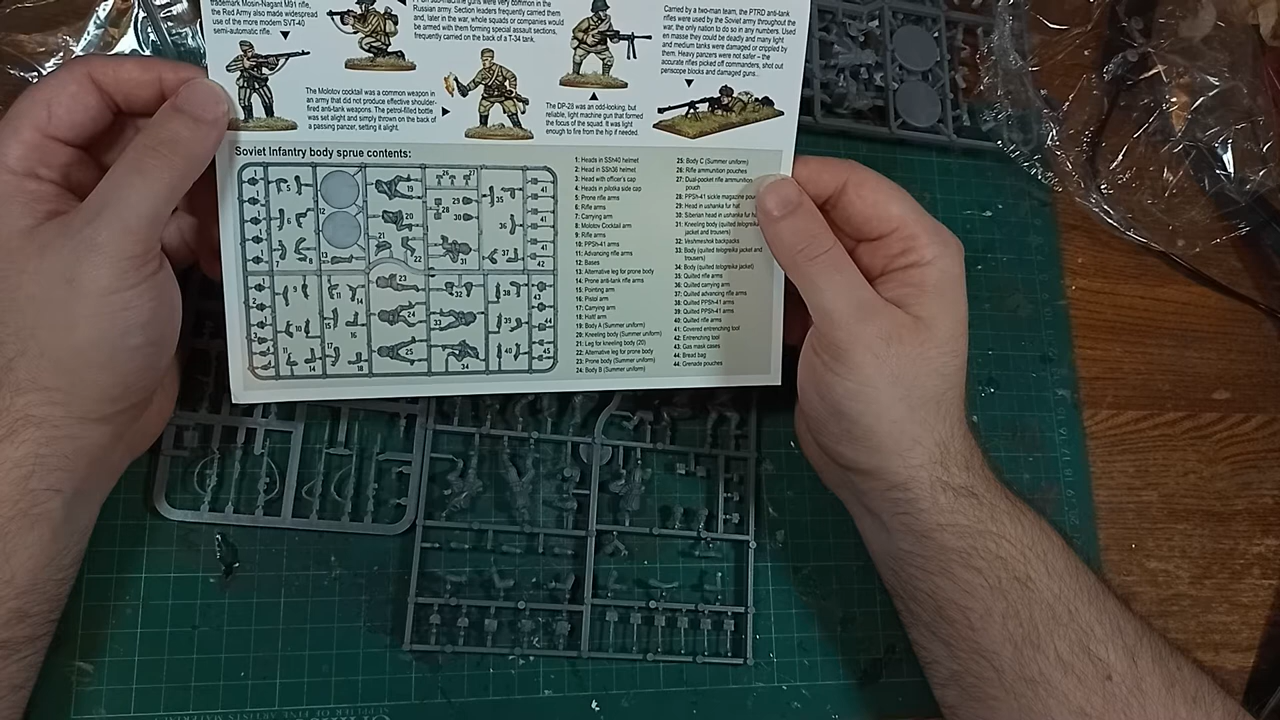 trademark Mosin-Nagant M91 rifle,
the Red Army also made widespread
use of the more modern SVT-40
semi-automatic rifle.
Russian army. Section leaders frequently carried them
and, later in the war, whole squads or companies would
be armed with them forming special assault sections,
frequently carried on the back of a T-34 tank.
Carried by a two-man team, the PTRD anti-tank
rifles were used by the Soviet army throughout the
war, the only nation to do so in any numbers. Used
en masse they could be deadly and many light
and medium tanks were damaged or crippled by
them. Heavy panzers were not safer – the
accurate rifles picked off commanders, shot out
periscope blocks and damaged guns...
The Molotov cocktail was a common weapon in
an army that did not produce effective shoulder-
fired anti-tank weapons. The petrol-filled bottle
was set alight and simply thrown on the back of
a passing panzer, setting it alight.
The DP-28 was an odd-looking, but
reliable, light machine gun that formed
the focus of the squad. It was light
enough to fire from the hip if needed.
Soviet Infantry body sprue contents:
1: Heads in SSh40 helmet
2: Head in SSh36 helmet
3: Head with officer's cap
4: Heads in pilotka side cap
5: Prone rifle arms
6: Rifle arms
7: Carrying arm
8: Molotov Cocktail arm
9: Rifle arms
10: PPSh-41 arms
11: Advancing rifle arms
12: Bases
13: Alternative leg for prone body
14: Prone anti-tank rifle arms
15: Pointing arm
16: Pistol arm
17: Carrying arm
18: Half arm
19: Body A (Summer uniform)
20: Kneeling body (Summer uniform)
21: Leg for kneeling body (20)
22: Alternative leg for prone body
23: Prone body (Summer uniform)
24: Body B (Summer uniform)
25: Body C (Summer uniform)
26: Rifle ammunition pouches
27: Dual-pocket rifle ammunition
pouch
28: PPSh-41 sickle magazine
29: Head in ushanka fur hat
30: Siberian head in ushanka fur
31: Kneeling body (quilted telogreika
jacket and trousers)
32: Veshmeshok backpacks
33: Body (quilted telogreika jacket and
trousers)
34: Body (quilted telogreika jacket)
35: Quilted rifle arms
36: Quilted carrying arm
37: Quilted advancing rifle arms
38: Quilted PPSh-41 arms
39: Quilted PPSh-41 arms
40: Quilted rifle arms
41: Covered entrenching tool
42: Entrenching tool
43: Gas mask cases
44: Bread bag
44: Grenade pouches